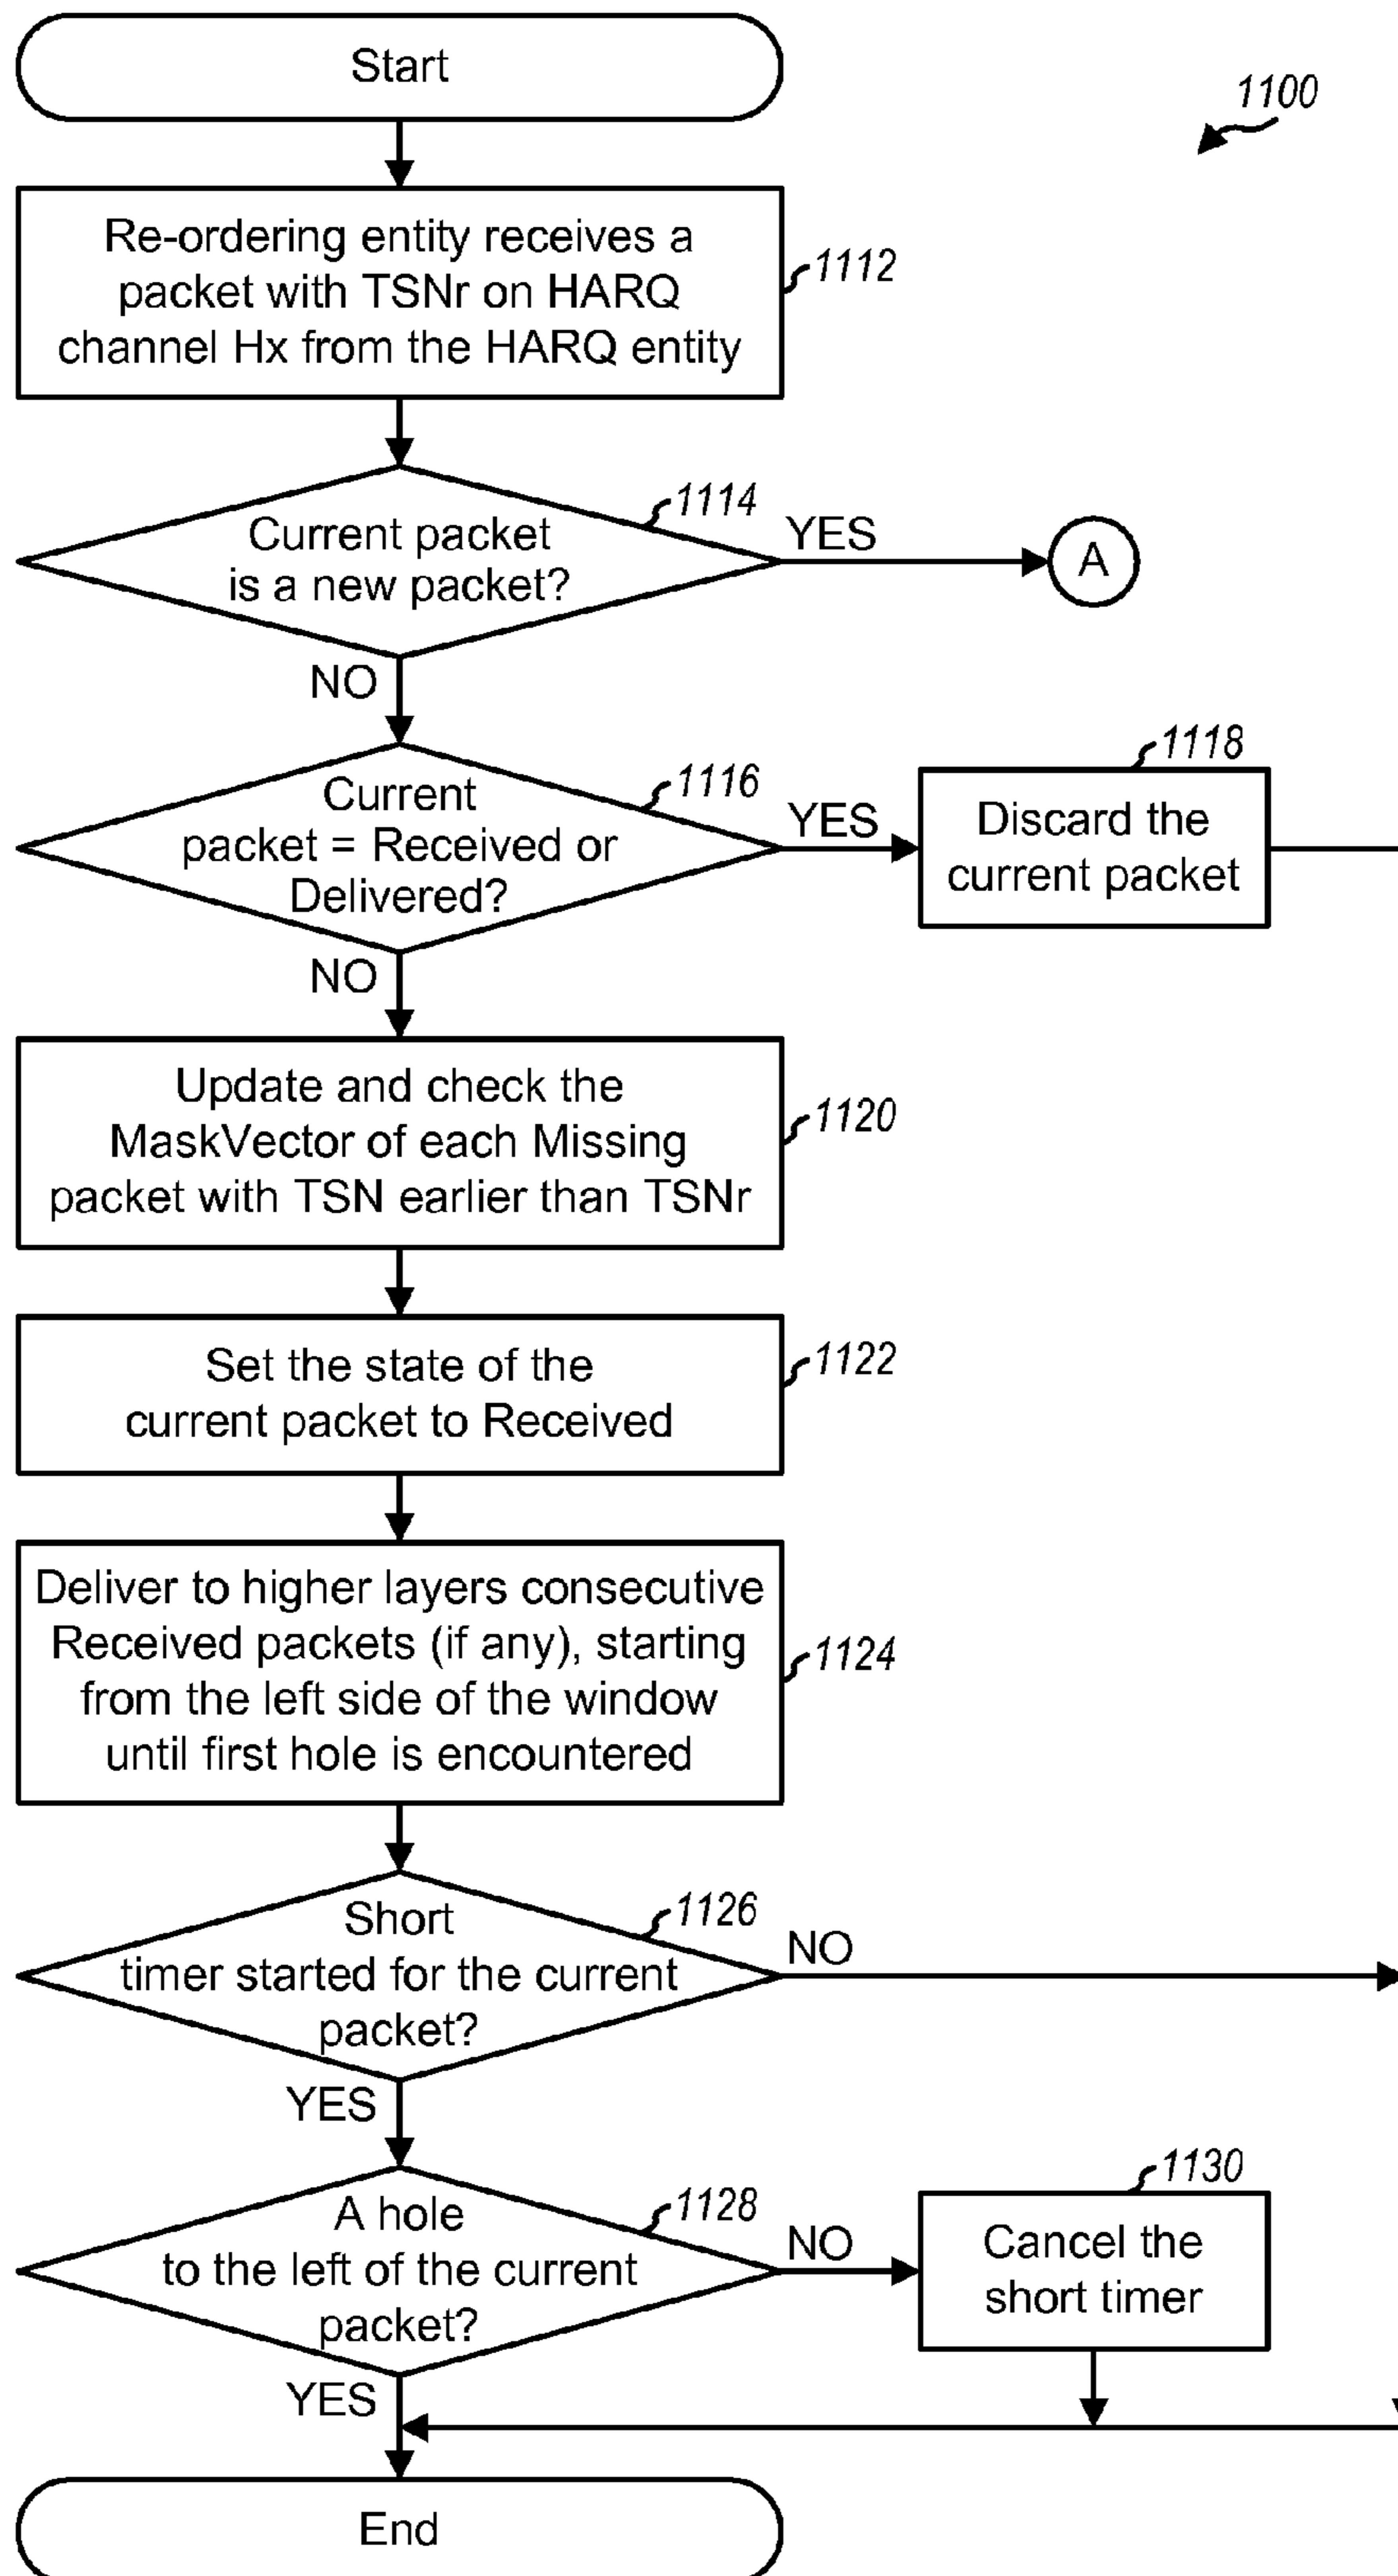 Start
1100
Re-ordering entity receives a
packet with TSNr on HARQ
channel Hx from the HARQ entity
1112
Current packet
is a new packet?
1114
YES
A
NO
Current
packet = Received or
Delivered?
1116
YES
Discard the
current packet
1118
NO
Update and check the
MaskVector of each Missing
packet with TSN earlier than TSNr
1120
Set the state of the
current packet to Received
1122
Deliver to higher layers consecutive
Received packets (if any), starting
from the left side of the window
until first hole is encountered
1124
Short
timer started for the current
packet?
1126
NO
YES
A hole
to the left of the current
packet?
1128
NO
Cancel the
short timer
1130
YES
End